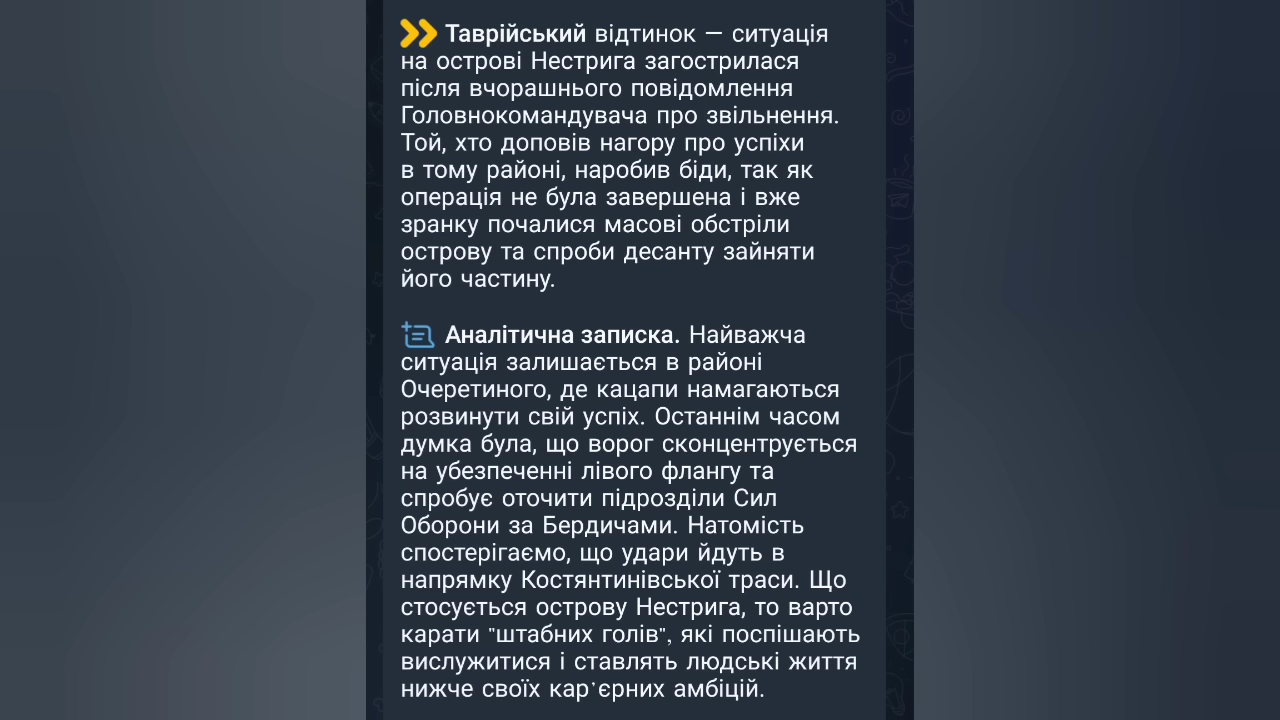 Таврійський відтинок — ситуація
на острові Нестрига загострилася
після вчорашнього повідомлення
Головнокомандувача про звільнення.
Той, хто доповів нагору про успіхи
в тому районі, наробив біди, так як
операція не була завершена і вже
зранку почалися масові обстріли
острову та спроби десанту зайняти
його частину.
Аналітична записка. Найважча
ситуація залишається в районі
Очеретиного, де кацапи намагаються
розвинути свій успіх. Останнім часом
думка була, що ворог сконцентрується
на убезпеченні лівого флангу та
спробує оточити підрозділи Сил
Оборони за Бердичами. Натомість
спостерігаємо, що удари йдуть в
напрямку Костянтинівської траси. Що
стосується острову Нестрига, то варто
карати "штабних голів", які поспішають
вислужитися і ставлять людські життя
нижче своїх кар᾽єрних амбіцій.